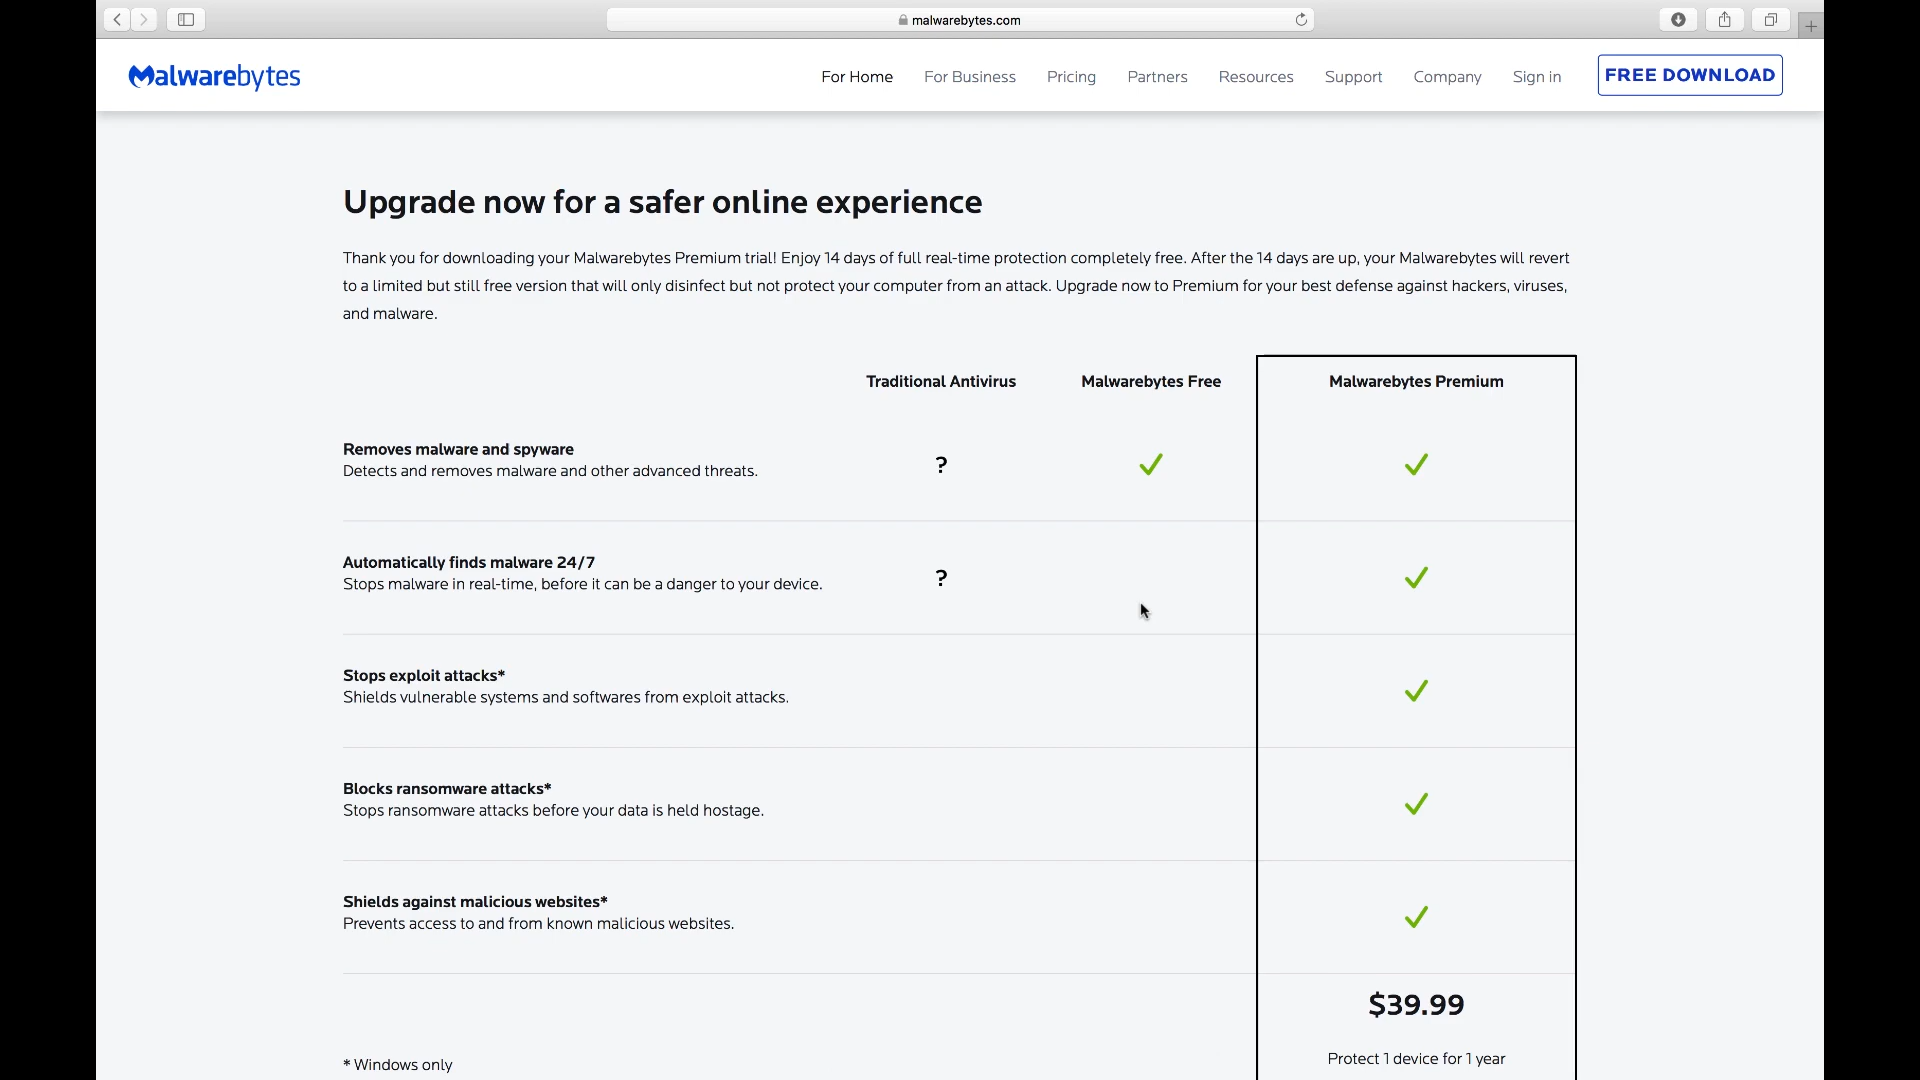 malwarebytes.com
Malwarebytes
For Home For Business Pricing Partners Resources Support Company Sign in FREE DOWNLOAD
Upgrade now for a safer online experience
Thank you for downloading your Malwarebytes Premium trial! Enjoy 14 days of full real-time protection completely free. After the 14 days are up, your Malwarebytes will revert
to a limited but still free version that will only disinfect but not protect your computer from an attack. Upgrade now to Premium for your best defense against hackers, viruses,
and malware.
Traditional Antivirus Malwarebytes Free Malwarebytes Premium
Removes malware and spyware
Detects and removes malware and other advanced threats.
?
Automatically finds malware 24/7
Stops malware in real-time, before it can be a danger to your device.
?
Stops exploit attacks*
Shields vulnerable systems and softwares from exploit attacks.
Blocks ransomware attacks*
Stops ransomware attacks before your data is held hostage.
Shields against malicious websites*
Prevents access to and from known malicious websites.
$39.99
Protect 1 device for 1 year
* Windows only